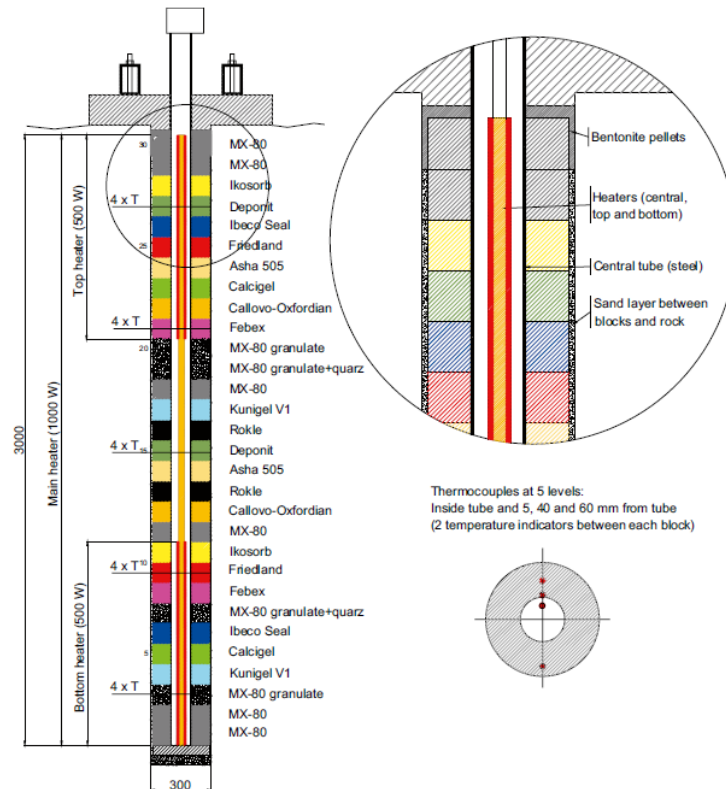 30
MX-80
MX-80
Ikosorb
4 x T
Deponit
Ibeco Seal
25
Friedland
Asha 505
Calcigel
Callovo-Oxfordian
4 x T
Febex
20
MX-80 granulate
MX-80 granulate+quarz
MX-80
Kunigel V1
Rokle
4 x T
15
Deponit
Asha 505
Rokle
Callovo-Oxfordian
MX-80
Ikosorb
4 x T
10
Friedland
Febex
MX-80 granulate+quarz
Ibeco Seal
5
Calcigel
Kunigel V1
4 x T
MX-80 granulate
MX-80
MX-80
300
3000
Main heater (1000 W)
Top heater (500 W)
Bottom heater (500 W)
Bentonite pellets
Heaters (central,
top and bottom)
Central tube (steel)
Sand layer between
blocks and rock
Thermocouples at 5 levels:
Inside tube and 5, 40 and 60 mm from tube
(2 temperature indicators between each block)